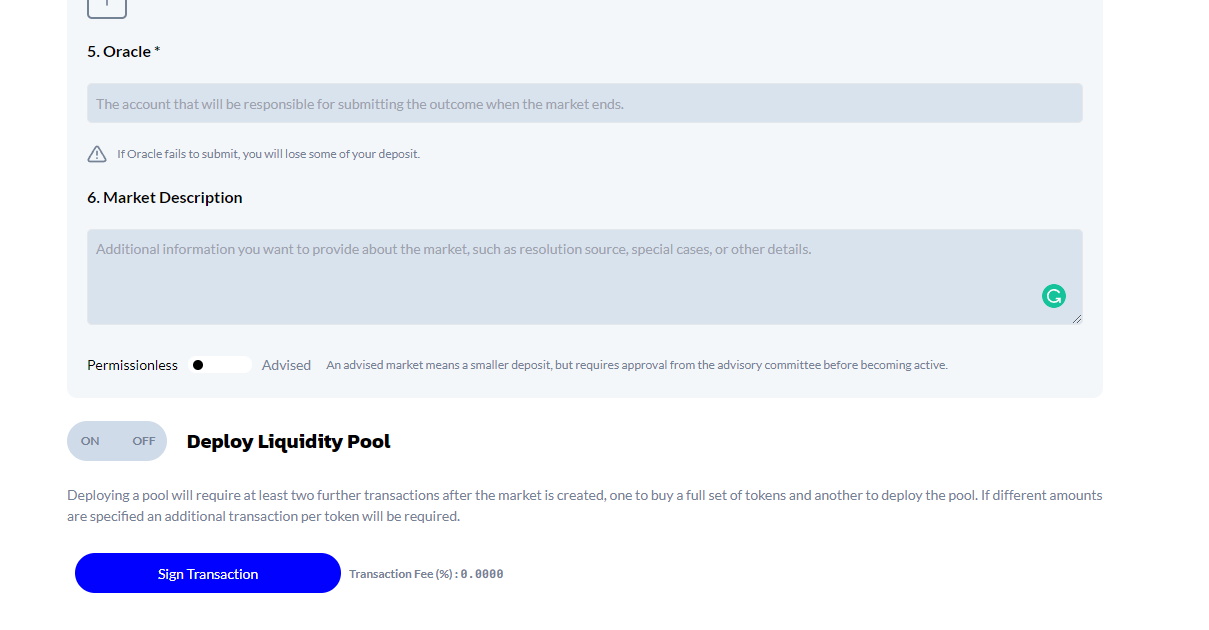 5. Oracle *
The account that will be responsible for submitting the outcome when the market ends.
If Oracle fails to submit, you will lose some of your deposit.
6. Market Description
Additional information you want to provide about the market, such as resolution source, special cases, or other details.
Permissionless Advised An advised market means a smaller deposit, but requires approval from the advisory committee before becoming active.
ON OFF Deploy Liquidity Pool
Deploying a pool will require at least two further transactions after the market is created, one to buy a full set of tokens and another to deploy the pool. If different amounts
are specified an additional transaction per token will be required.
Sign Transaction Transaction Fee (%): 0.0000